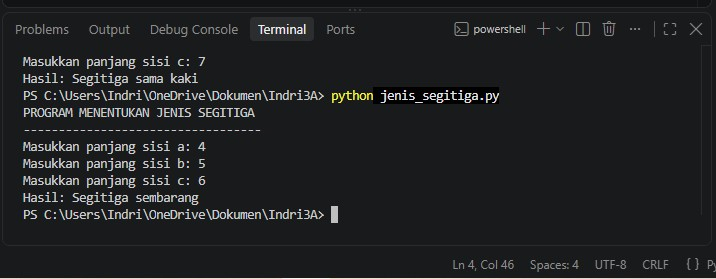 Problems Output Debug Console Terminal Ports powershell
Masukkan panjang sisi c: 7
Hasil: Segitiga sama kaki
PS C:\Users\Indri\OneDrive\Dokumen\Indri3A> python jenis_segitiga.py
PROGRAM MENENTUKAN JENIS SEGITIGA
----------------------------------
Masukkan panjang sisi a: 4
Masukkan panjang sisi b: 5
Masukkan panjang sisi c: 6
Hasil: Segitiga sembarang
PS C:\Users\Indri\OneDrive\Dokumen\Indri3A>
Ln 4, Col 46 Spaces: 4 UTF-8 CRLF { } Py